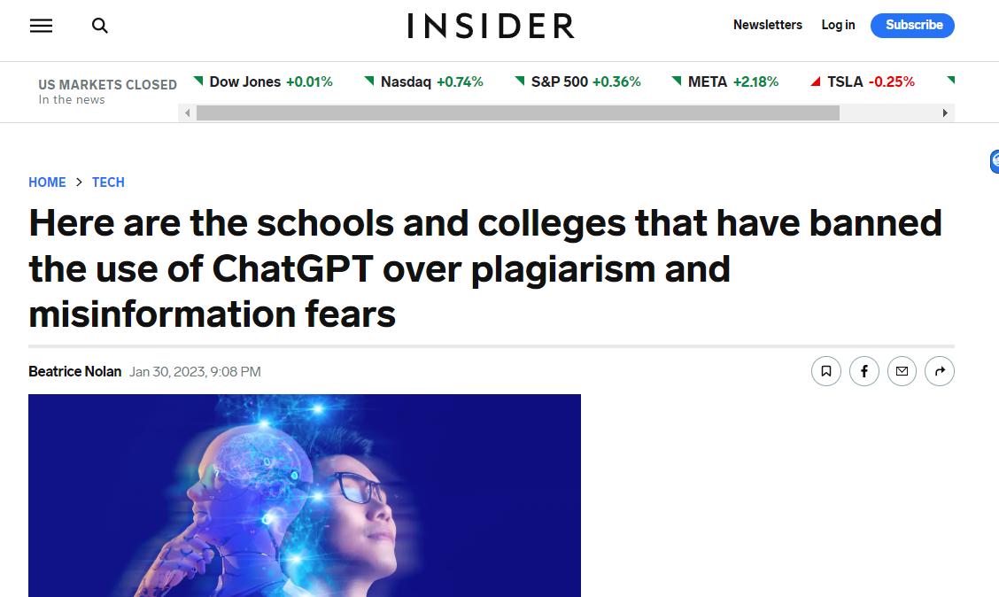 INSIDER
Newsletters Log in Subscribe
US MARKETS CLOSED
In the news
Dow Jones +0.01% Nasdaq +0.74% S&P 500 +0.36% META +2.18% TSLA -0.25%
HOME > TECH
Here are the schools and colleges that have banned
the use of ChatGPT over plagiarism and
misinformation fears
Beatrice Nolan Jan 30, 2023, 9:08 PM